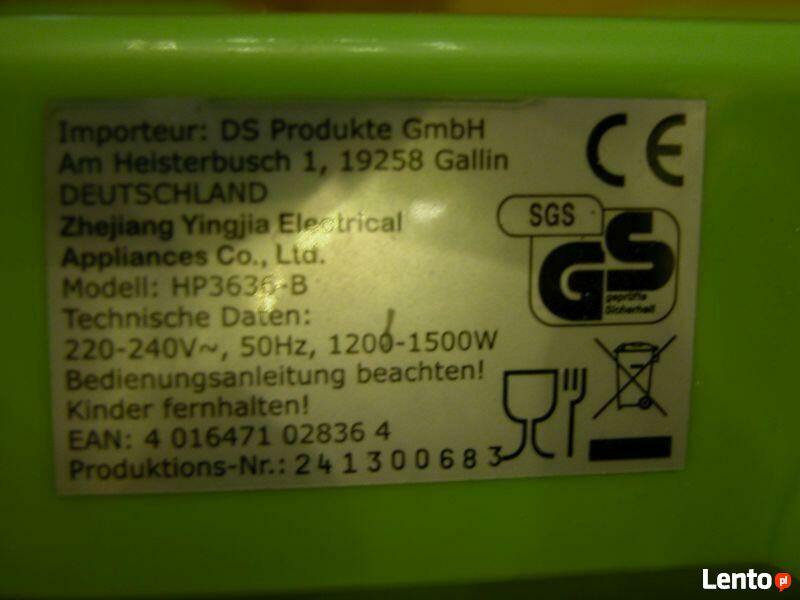 Importeur: DS Produkte GmbH
Am Heisterbusch 1, 19258 Gallin
DEUTSCHLAND
Zhejiang Yingjia Electrical
Appliances Co., Ltd.
Modell: HP3636-B
Technische Daten:
220-240V~, 50Hz, 1200-1500W
Bedienungsanleitung beachten!
Kinder fernhalten!
EAN: 4 016471 02836 4
Produktions-Nr.: 241300683
CE
SGS
GS
geprüfte
Sicherheit
Lento pl